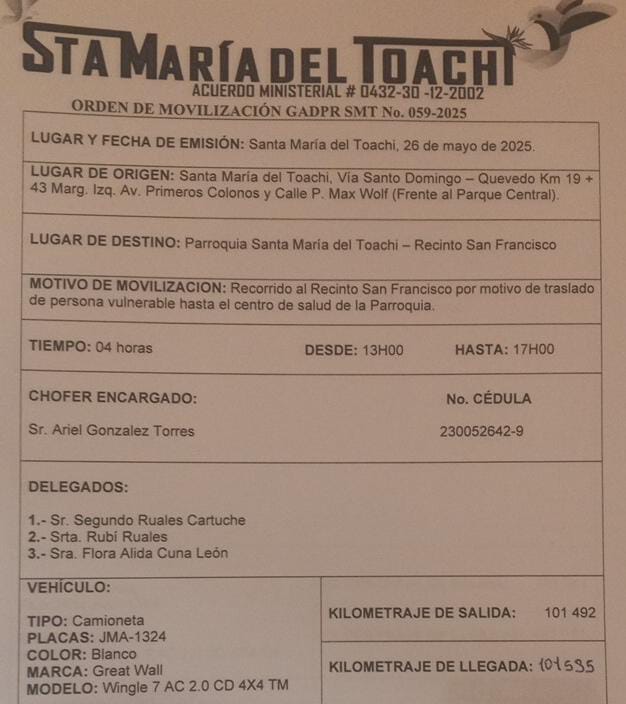 STA MARÍA DEL TOACHI
ACUERDO MINISTERIAL # 0432-30 -12-2002
ORDEN DE MOVILIZACIÓN GADPR SMT No. 059-2025
LUGAR Y FECHA DE EMISIÓN: Santa María del Toachi, 26 de mayo de 2025.
LUGAR DE ORIGEN: Santa María del Toachi, Vía Santo Domingo – Quevedo Km 19 +
43 Marg. Izq. Av. Primeros Colonos y Calle P. Max Wolf (Frente al Parque Central).
LUGAR DE DESTINO: Parroquia Santa María del Toachi – Recinto San Francisco
MOTIVO DE MOVILIZACION: Recorrido al Recinto San Francisco por motivo de traslado
de persona vulnerable hasta el centro de salud de la Parroquia.
TIEMPO: 04 horas DESDE: 13H00 HASTA: 17H00
CHOFER ENCARGADO: No. CÉDULA
Sr. Ariel Gonzalez Torres 230052642-9
DELEGADOS:
1.- Sr. Segundo Ruales Cartuche
2.- Srta. Rubí Ruales
3.- Sra. Flora Alida Cuna León
VEHÍCULO:
TIPO: Camioneta
PLACAS: JMA-1324
COLOR: Blanco
MARCA: Great Wall
MODELO: Wingle 7 AC 2.0 CD 4X4 TM
KILOMETRAJE DE SALIDA: 101 492
KILOMETRAJE DE LLEGADA: 101535